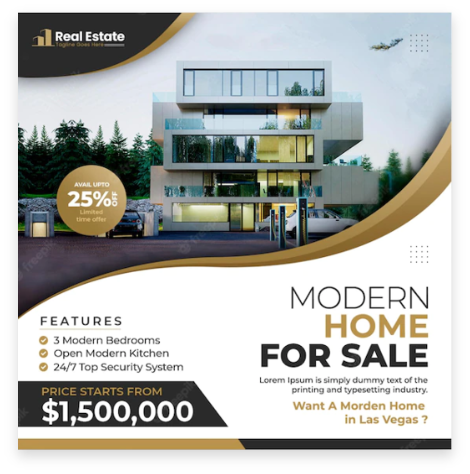 Real Estate
Tagline Goes Here
AVAIL UPTO
25% OFF
Limited
time offer
MODERN
HOME
FOR SALE
Lorem Ipsum is simply dummy text of the
printing and typesetting industry.
Want A Morden Home
in Las Vegas ?
FEATURES
3 Modern Bedrooms
Open Modern Kitchen
24/7 Top Security System
PRICE STARTS FROM
$1,500,000